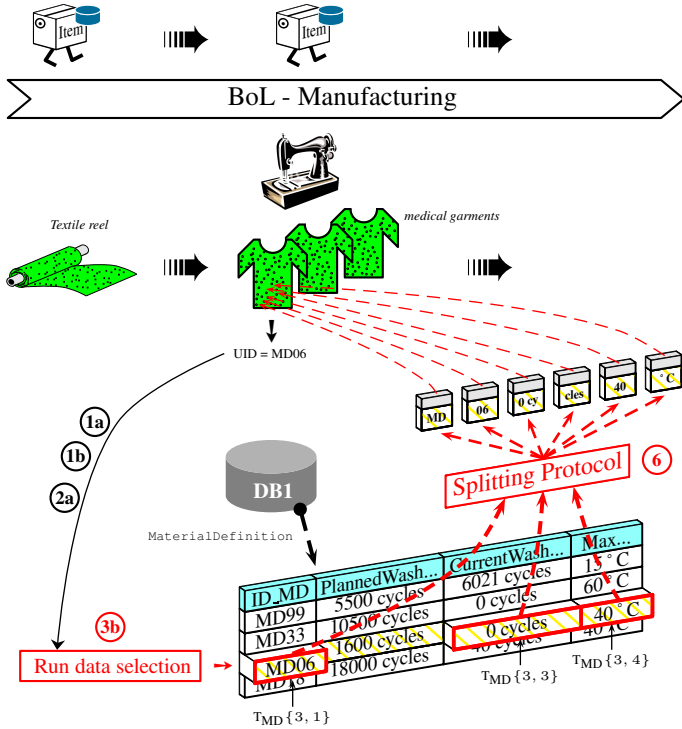 Item
Item
BoL - Manufacturing
Textile reel
medical garments
UID = MD06
MD
06
0 cy
cles
40
° C
1a
1b
2a
DB1
Splitting Protocol
6
MaterialDefinition
ID_MD
PlannedWash...
CurrentWash...
Max...
MD99
5500 cycles
6021 cycles
15° C
MD33
10500 cycles
0 cycles
60° C
MD06
1600 cycles
0 cycles
40° C
18000 cycles
3b
Run data selection
T_MD {3, 1}
T_MD {3, 3}
T_MD {3, 4}